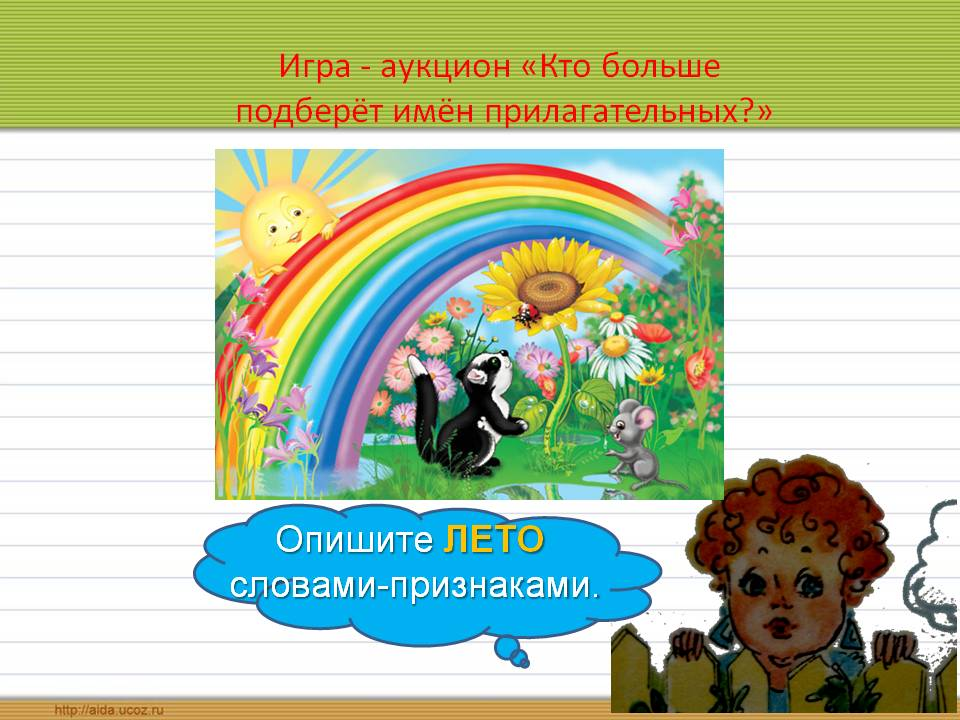 Игра - аукцион «Кто больше
подберёт имён прилагательных?»
Опишите ЛЕТО
словами-признаками.
http://aida.ucoz.ru